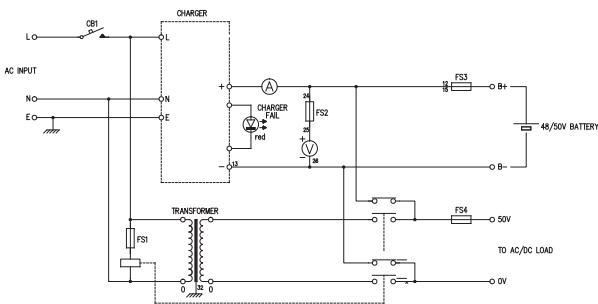 CHARGER
CB1
L
L
AC INPUT
N
N
E
E
+
A
12
15
FS3
B+
CHARGER
FAIL
red
24
FS2
25
+
V
−
26
48/50V BATTERY
−
13
B−
TRANSFORMER
FS1
FS4
50V
TO AC/DC LOAD
0
32
0
0V